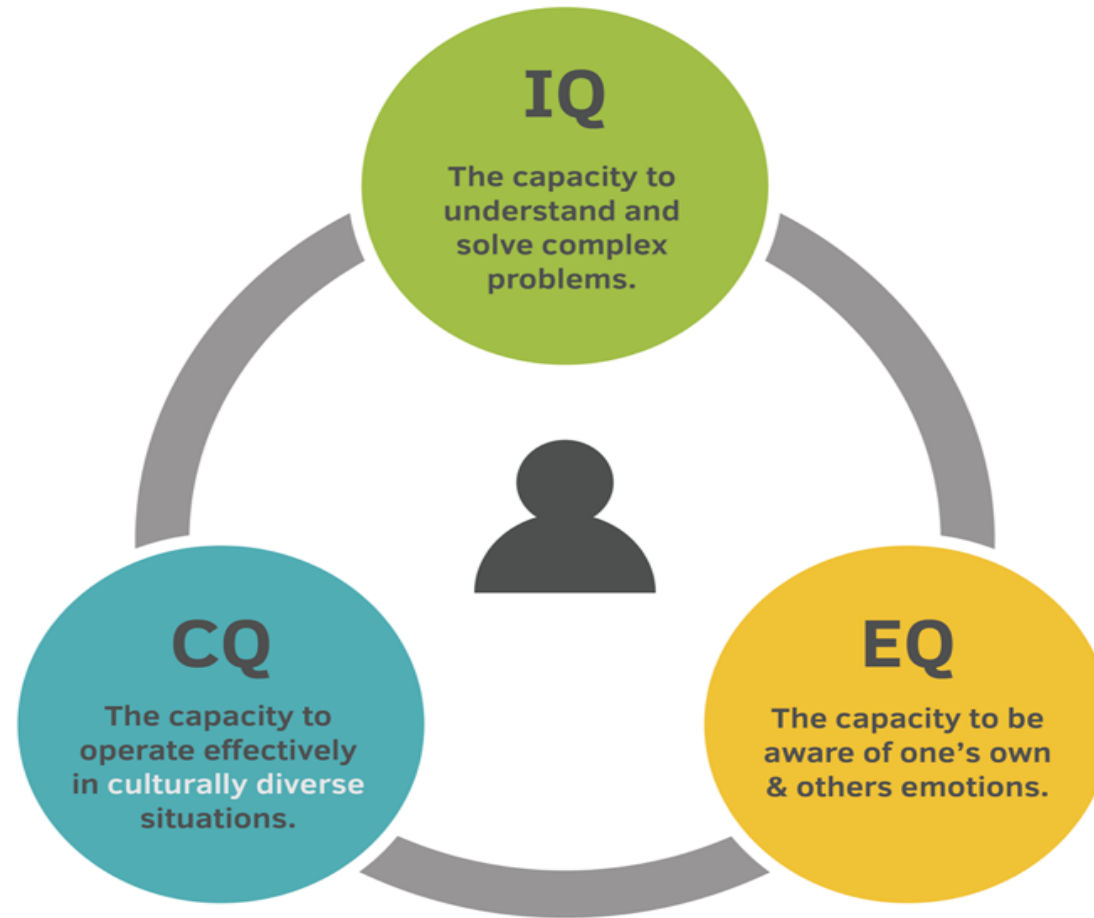 IQ
The capacity to
understand and
solve complex
problems.
CQ
The capacity to
operate effectively
in culturally diverse
situations.
EQ
The capacity to be
aware of one’s own
& others emotions.